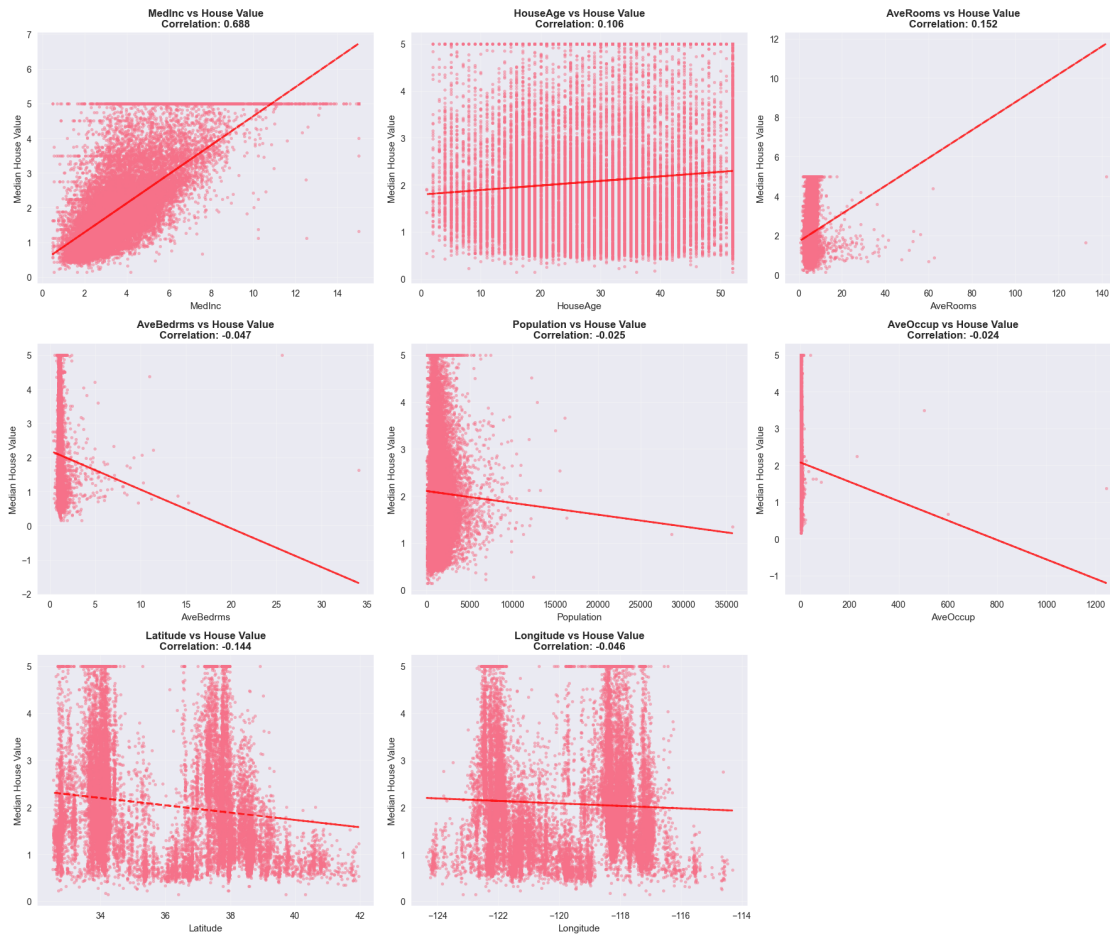 MedInc vs House Value
Correlation: 0.688
Median House Value
7
6
5
4
3
2
1
0
0 2 4 6 8 10 12 14
MedInc
HouseAge vs House Value
Correlation: 0.106
Median House Value
5
4
3
2
1
0
0 10 20 30 40 50
HouseAge
AveRooms vs House Value
Correlation: 0.152
Median House Value
12
10
8
6
4
2
0
0 20 40 60 80 100 120 140
AveRooms
AveBedrms vs House Value
Correlation: -0.047
Median House Value
5
4
3
2
1
0
−1
−2
0 5 10 15 20 25 30 35
AveBedrms
Population vs House Value
Correlation: -0.025
Median House Value
5
4
3
2
1
0
0 5000 10000 15000 20000 25000 30000 35000
Population
AveOccup vs House Value
Correlation: -0.024
Median House Value
5
4
3
2
1
0
−1
0 200 400 600 800 1000 1200
AveOccup
Latitude vs House Value
Correlation: -0.144
Median House Value
5
4
3
2
1
0
34 36 38 40 42
Latitude
Longitude vs House Value
Correlation: -0.046
Median House Value
5
4
3
2
1
0
−124 −122 −120 −118 −116 −114
Longitude